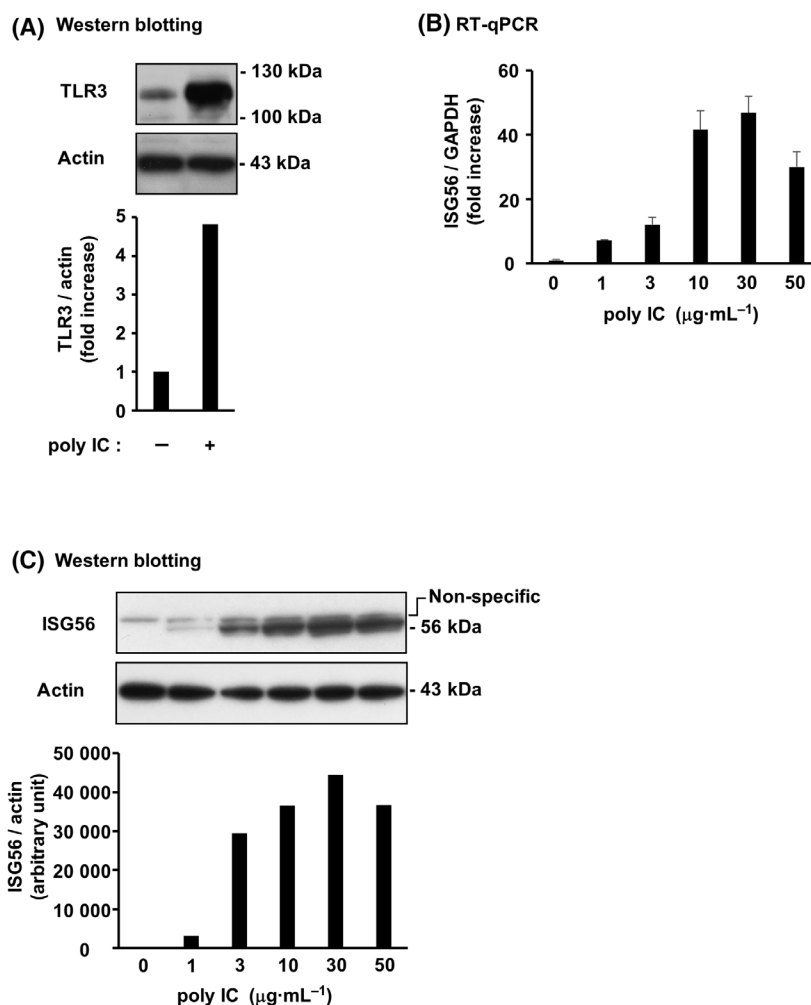 (A) Western blotting
TLR3
- 130 kDa
- 100 kDa
Actin
- 43 kDa
TLR3 / actin
(fold increase)
5
4
3
2
1
0
poly IC : − +
(B) RT-qPCR
ISG56 / GAPDH
(fold increase)
60
40
20
0
0 1 3 10 30 50
poly IC (μg·mL⁻¹)
(C) Western blotting
ISG56
Non-specific
- 56 kDa
Actin
- 43 kDa
ISG56 / actin
(arbitrary unit)
50 000
40 000
30 000
20 000
10 000
0
0 1 3 10 30 50
poly IC (μg·mL⁻¹)